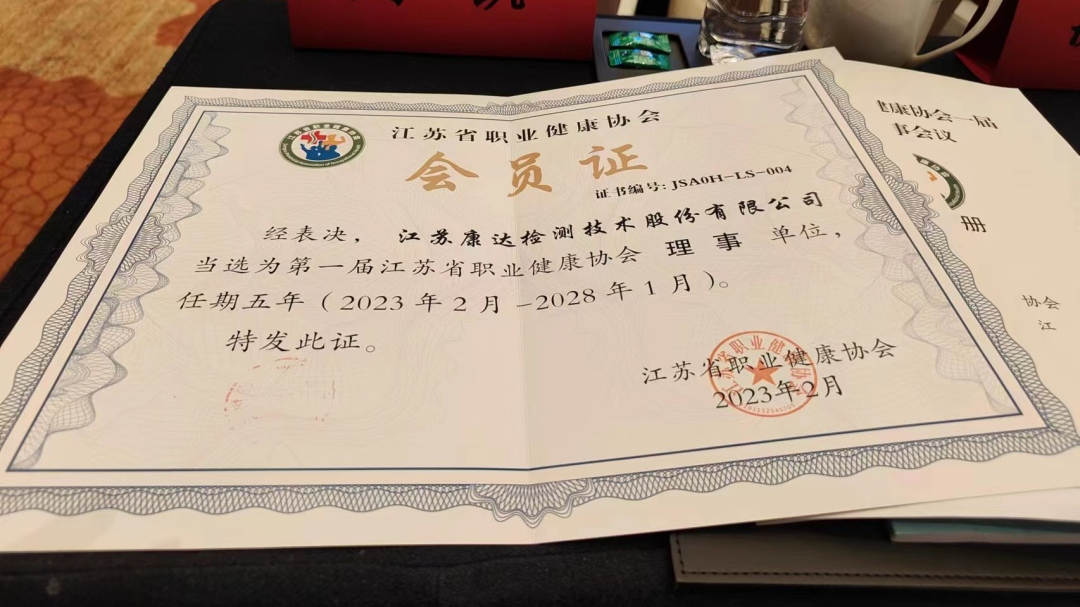 江苏省职业健康协会
会员证
证书编号: JSA0H-LS-004
经表决，江苏康达检测技术股份有限公司
当选为第一届江苏省职业健康协会 理事 单位，
任期五年（2023年2月-2028年1月）。
特发此证。
江苏省职业健康协会
2023年2月
康协会一届
事会议
册
协会
江